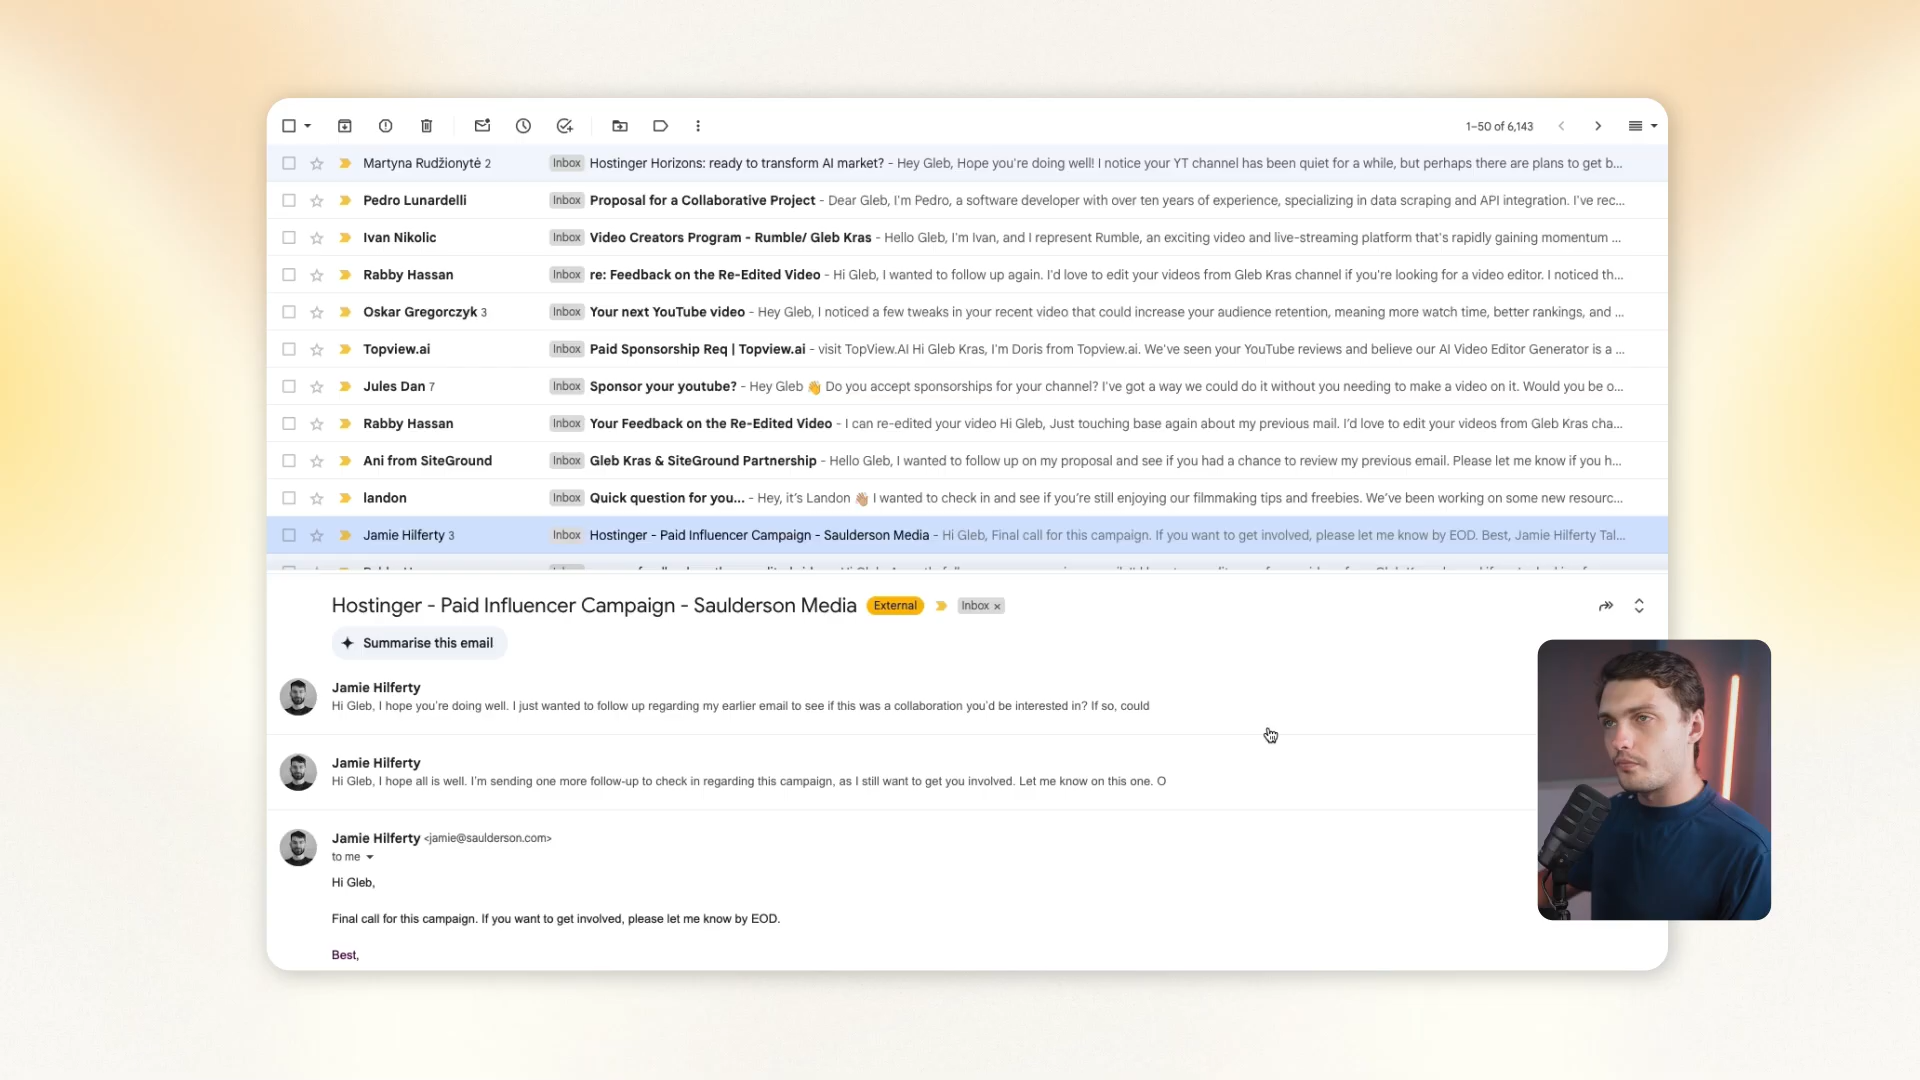 1–50 of 6,143
Martyna Rudžionytė 2 Inbox Hostinger Horizons: ready to transform AI market? - Hey Gleb, Hope you're doing well! I notice your YT channel has been quiet for a while, but perhaps there are plans to get b...
Pedro Lunardelli Inbox Proposal for a Collaborative Project - Dear Gleb, I'm Pedro, a software developer with over ten years of experience, specializing in data scraping and API integration. I've rec...
Ivan Nikolic Inbox Video Creators Program - Rumble/ Gleb Kras - Hello Gleb, I'm Ivan, and I represent Rumble, an exciting video and live-streaming platform that's rapidly gaining momentum ...
Rabby Hassan Inbox re: Feedback on the Re-Edited Video - Hi Gleb, I wanted to follow up again. I'd love to edit your videos from Gleb Kras channel if you're looking for a video editor. I noticed th...
Oskar Gregorczyk 3 Inbox Your next YouTube video - Hey Gleb, I noticed a few tweaks in your recent video that could increase your audience retention, meaning more watch time, better rankings, and ...
Topview.ai Inbox Paid Sponsorship Req | Topview.ai - visit TopView.AI Hi Gleb Kras, I'm Doris from Topview.ai. We've seen your YouTube reviews and believe our AI Video Editor Generator is a ...
Jules Dan 7 Inbox Sponsor your youtube? - Hey Gleb 👋 Do you accept sponsorships for your channel? I've got a way we could do it without you needing to make a video on it. Would you be o...
Rabby Hassan Inbox Your Feedback on the Re-Edited Video - I can re-edited your video Hi Gleb, Just touching base again about my previous mail. I'd love to edit your videos from Gleb Kras cha...
Ani from SiteGround Inbox Gleb Kras & SiteGround Partnership - Hello Gleb, I wanted to follow up on my proposal and see if you had a chance to review my previous email. Please let me know if you h...
landon Inbox Quick question for you... - Hey, it's Landon 👋🏼 I wanted to check in and see if you're still enjoying our filmmaking tips and freebies. We've been working on some new resourc...
Jamie Hilferty 3 Inbox Hostinger - Paid Influencer Campaign - Saulderson Media - Hi Gleb, Final call for this campaign. If you want to get involved, please let me know by EOD. Best, Jamie Hilferty Tal...
Hostinger - Paid Influencer Campaign - Saulderson Media External Inbox ×
Summarise this email
Jamie Hilferty
Hi Gleb, I hope you're doing well. I just wanted to follow up regarding my earlier email to see if this was a collaboration you'd be interested in? If so, could
Jamie Hilferty
Hi Gleb, I hope all is well. I'm sending one more follow-up to check in regarding this campaign, as I still want to get you involved. Let me know on this one. O
Jamie Hilferty <jamie@saulderson.com>
to me
Hi Gleb,
Final call for this campaign. If you want to get involved, please let me know by EOD.
Best,